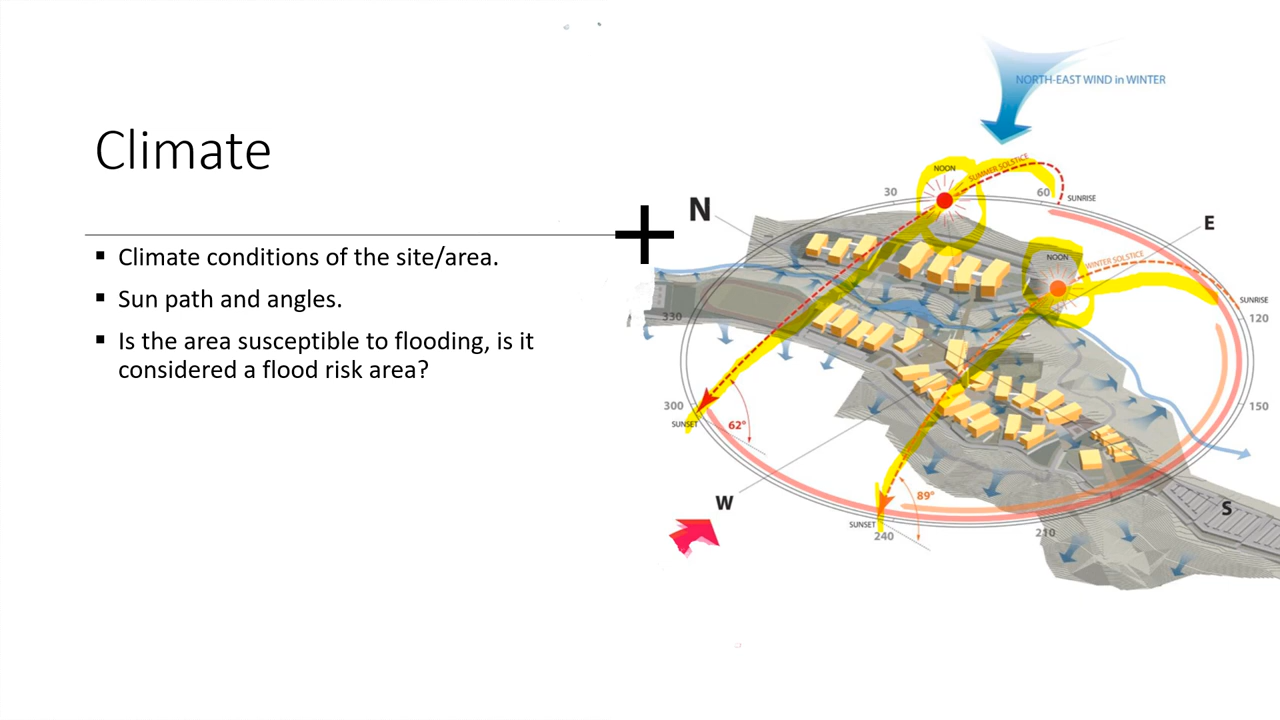 Climate
▪ Climate conditions of the site/area.
▪ Sun path and angles.
▪ Is the area susceptible to flooding, is it
considered a flood risk area?
NORTH-EAST WIND in WINTER
NOON
SUMMER SOLSTICE
30
60
SUNRISE
N
E
NOON
WINTER SOLSTICE
SUNRISE
330
120
300
150
SUNSET
62°
W
89°
S
SUNSET
240
210